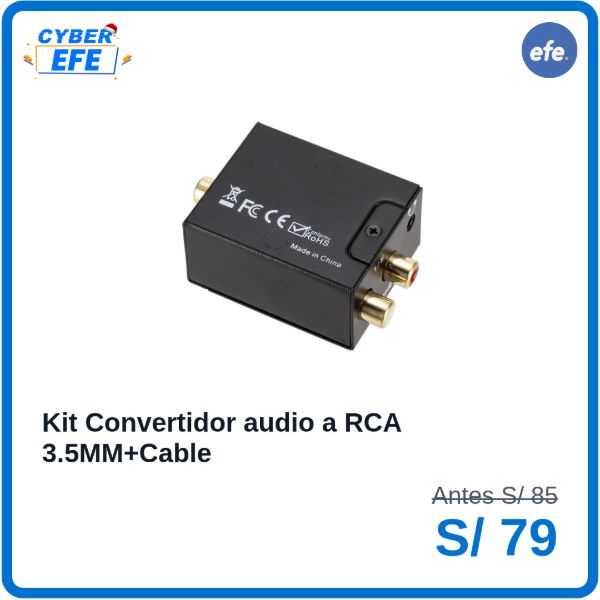 CYBER
EFE
efe.
FC CE
RoHS
Made in China
Kit Convertidor audio a RCA
3.5MM+Cable
Antes S/ 85
S/ 79